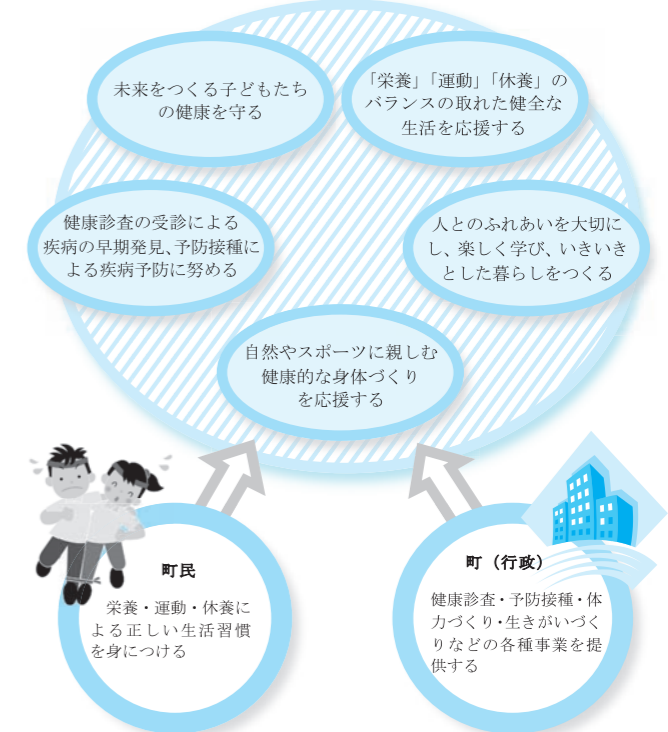 未来をつくる子どもたち
の健康を守る
「栄養」「運動」「休養」の
バランスの取れた健全な
生活を応援する
健康診査の受診による
疾病の早期発見、予防接種に
よる疾病予防に努める
人とのふれあいを大切に
し、楽しく学び、いきいき
とした暮らしをつくる
自然やスポーツに親しむ
健康的な身体づくり
を応援する
町民
栄養・運動・休養に
よる正しい生活習慣
を身につける
町（行政）
健康診査・予防接種・体
力づくり・生きがいづく
りなどの各種事業を提
供する